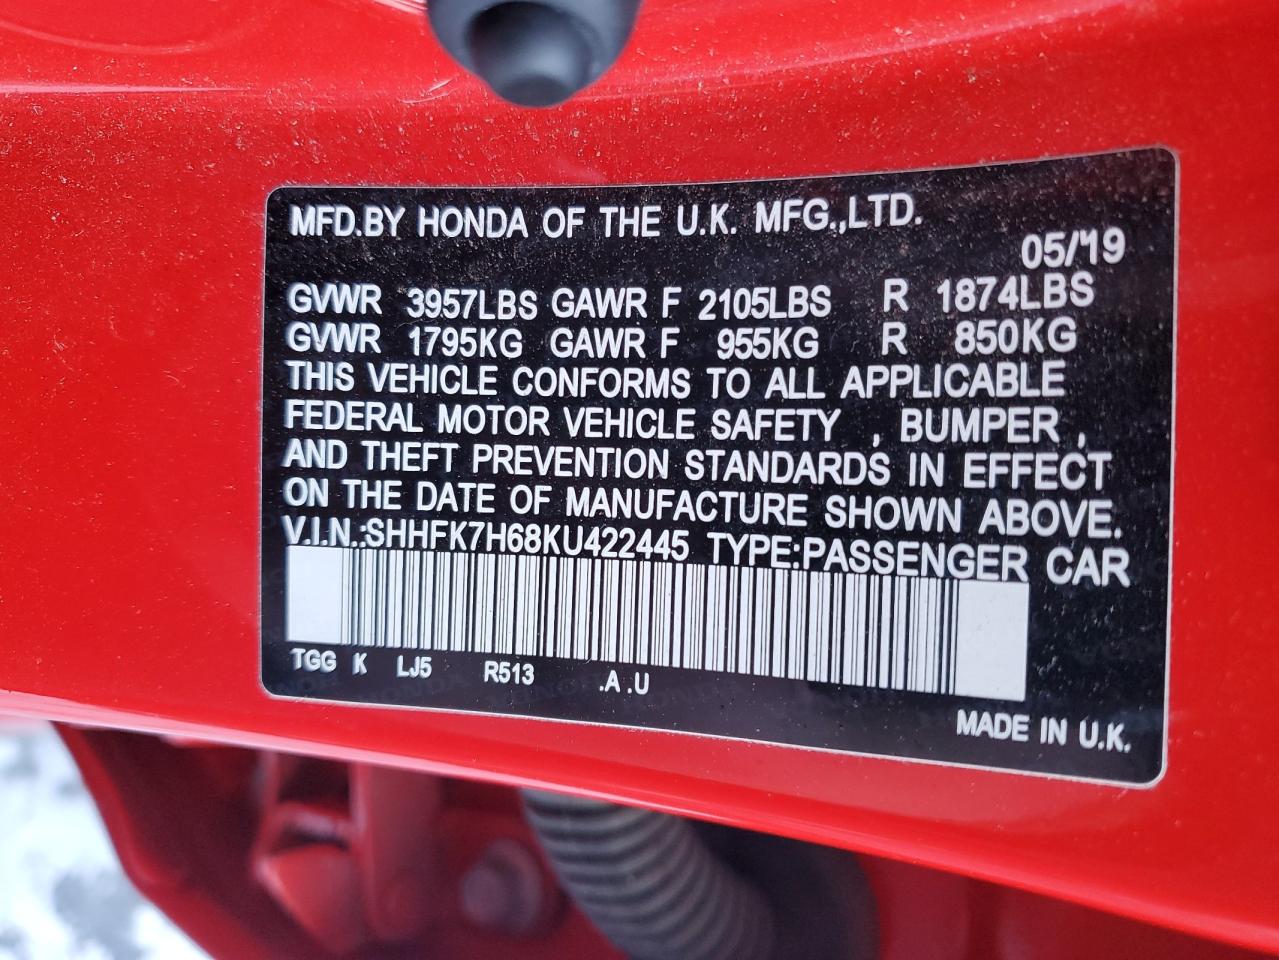 MFD.BY HONDA OF THE U.K. MFG.,LTD.
05/19
GVWR 3957LBS GAWR F 2105LBS R 1874LBS
GVWR 1795KG GAWR F 955KG R 850KG
THIS VEHICLE CONFORMS TO ALL APPLICABLE
FEDERAL MOTOR VEHICLE SAFETY , BUMPER ,
AND THEFT PREVENTION STANDARDS IN EFFECT
ON THE DATE OF MANUFACTURE SHOWN ABOVE.
V.I.N.:SHHFK7H68KU422445 TYPE:PASSENGER CAR
TGG K LJ5 R513 .A .U
MADE IN U.K.